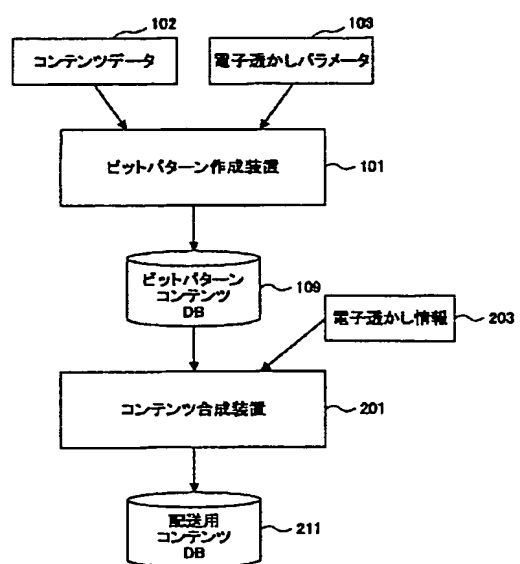 102
103
コンテンツデータ
電子透かしパラメータ
ビットパターン作成装置
101
ビットパターン
コンテンツ
DB
109
電子透かし情報
203
コンテンツ合成装置
201
配送用
コンテンツ
DB
211